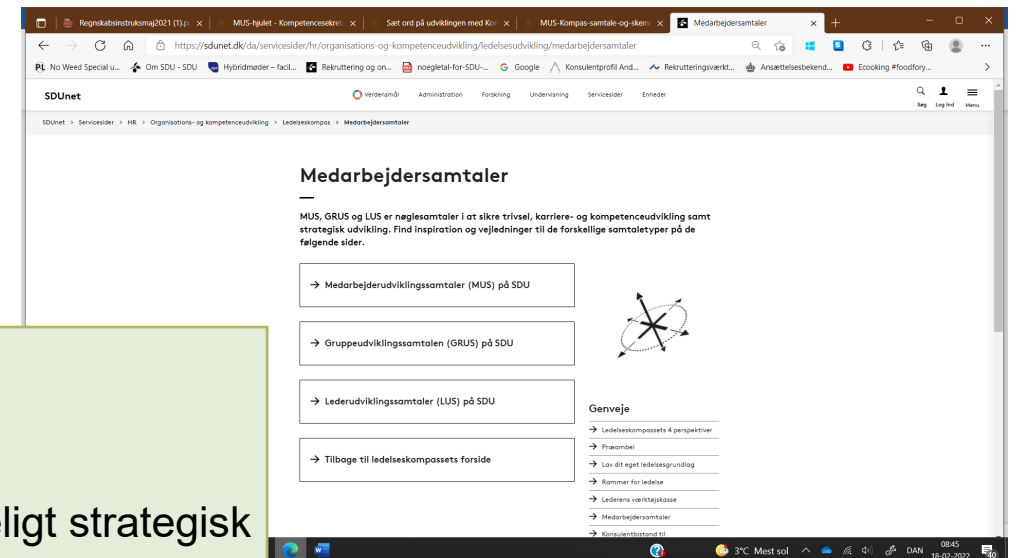 Regnskabsinstruksmaj2021 (1).p
MUS-hjulet - Kompetencesekret
Sæt ord på udviklingen med Ko
MUS-Kompas-samtale-og-skem
Medarbejdersamtaler
https://sdunet.dk/da/servicesider/hr/organisations-og-kompetenceudvikling/ledelsesudvikling/medarbejdersamtaler
No Weed Special u...
Om SDU - SDU
Hybridmøder – facil...
Rekruttering og on...
noegletal-for-SDU-...
Google
Konsulentprofil And...
Rekrutteringsværkt...
Ansættelsesbekend...
Ecooking #foodfory...
SDUnet
Verdensmål Administration Forskning Undervisning Servicesider Enheder
Søg Log ind Menu
SDUnet > Servicesider > HR > Organisations- og kompetenceudvikling > Ledelseskompas > Medarbejdersamtaler
Medarbejdersamtaler
MUS, GRUS og LUS er nøglesamtaler i at sikre trivsel, karriere- og kompetenceudvikling samt
strategisk udvikling. Find inspiration og vejledninger til de forskellige samtaletyper på de
følgende sider.
→ Medarbejderudviklingssamtaler (MUS) på SDU
→ Gruppeudviklingssamtalen (GRUS) på SDU
→ Lederudviklingssamtaler (LUS) på SDU
→ Tilbage til ledelseskompassets forside
Genveje
→ Ledelseskompassets 4 perspektiver
→ Præambel
→ Lav dit eget ledelsesgrundlag
→ Rammer for ledelse
→ Lederens værktøjskasse
→ Medarbejdersamtaler
→ Konsulentbistand til
eligt strategisk
3°C Mest sol
DAN
08:45
18-02-2022
40